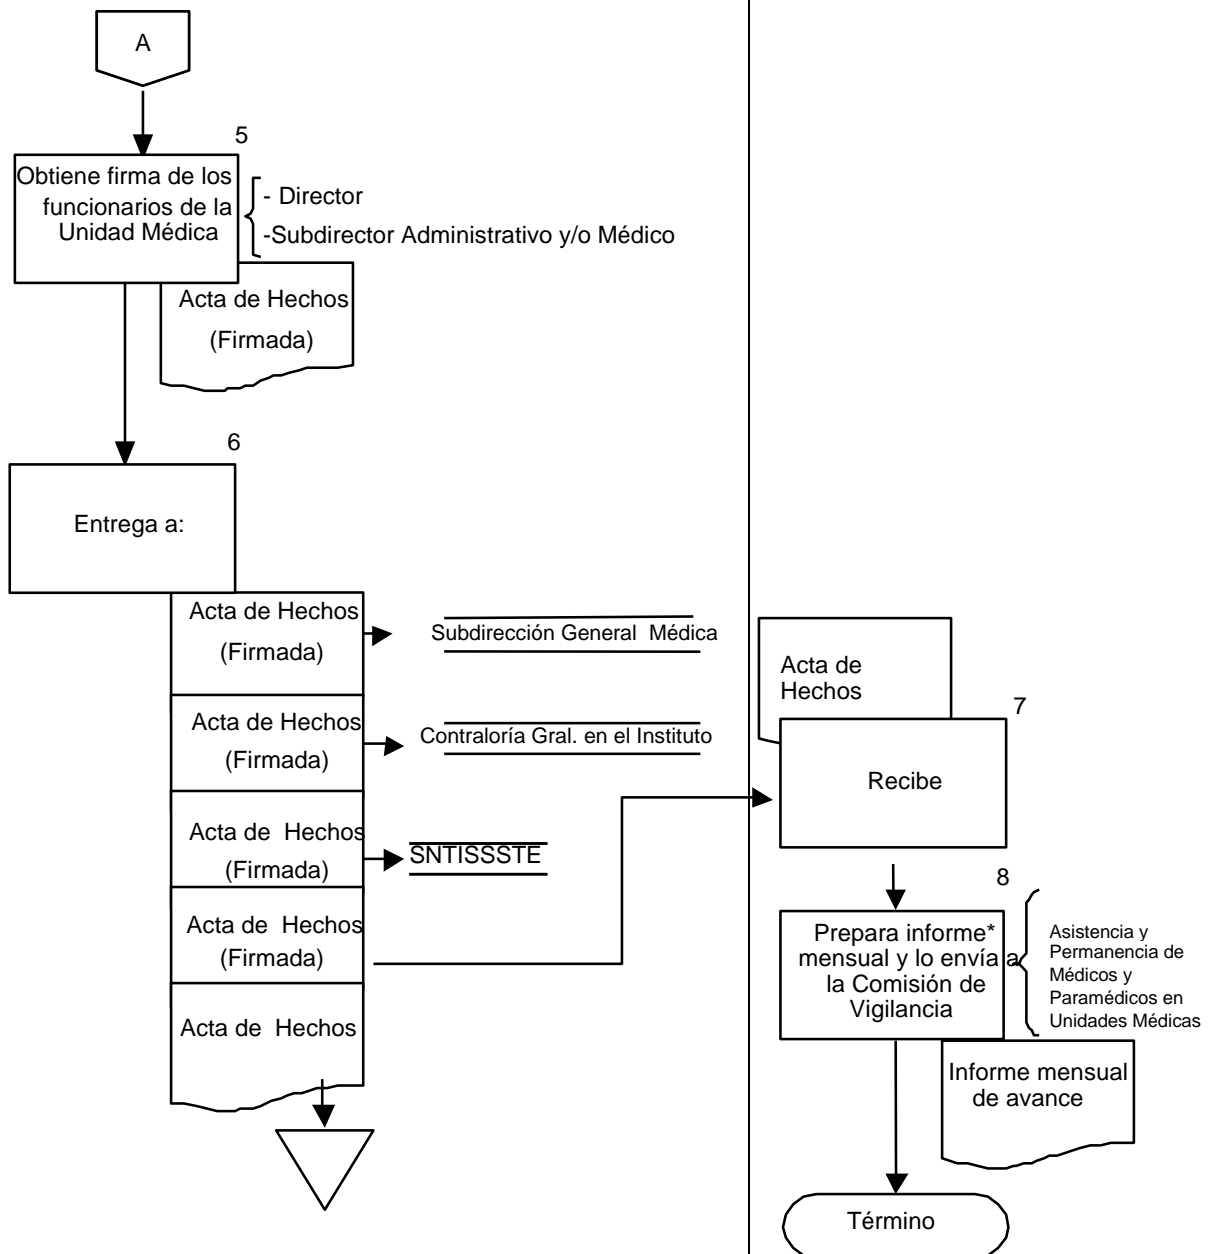 A
5
Obtiene firma de los
funcionarios de la
Unidad Médica
- Director
-Subdirector Administrativo y/o Médico
Acta de Hechos
(Firmada)
6
Entrega a:
Acta de Hechos
(Firmada)
Subdirección General Médica
Acta de Hechos
(Firmada)
Contraloría Gral. en el Instituto
Acta de Hechos
(Firmada)
SNTISSSTE
Acta de Hechos
(Firmada)
Acta de Hechos
Acta de
Hechos
7
Recibe
8
Prepara informe*
mensual y lo envía a
la Comisión de
Vigilancia
Asistencia y
Permanencia de
Médicos y
Paramédicos en
Unidades Médicas
Informe mensual
de avance
Término